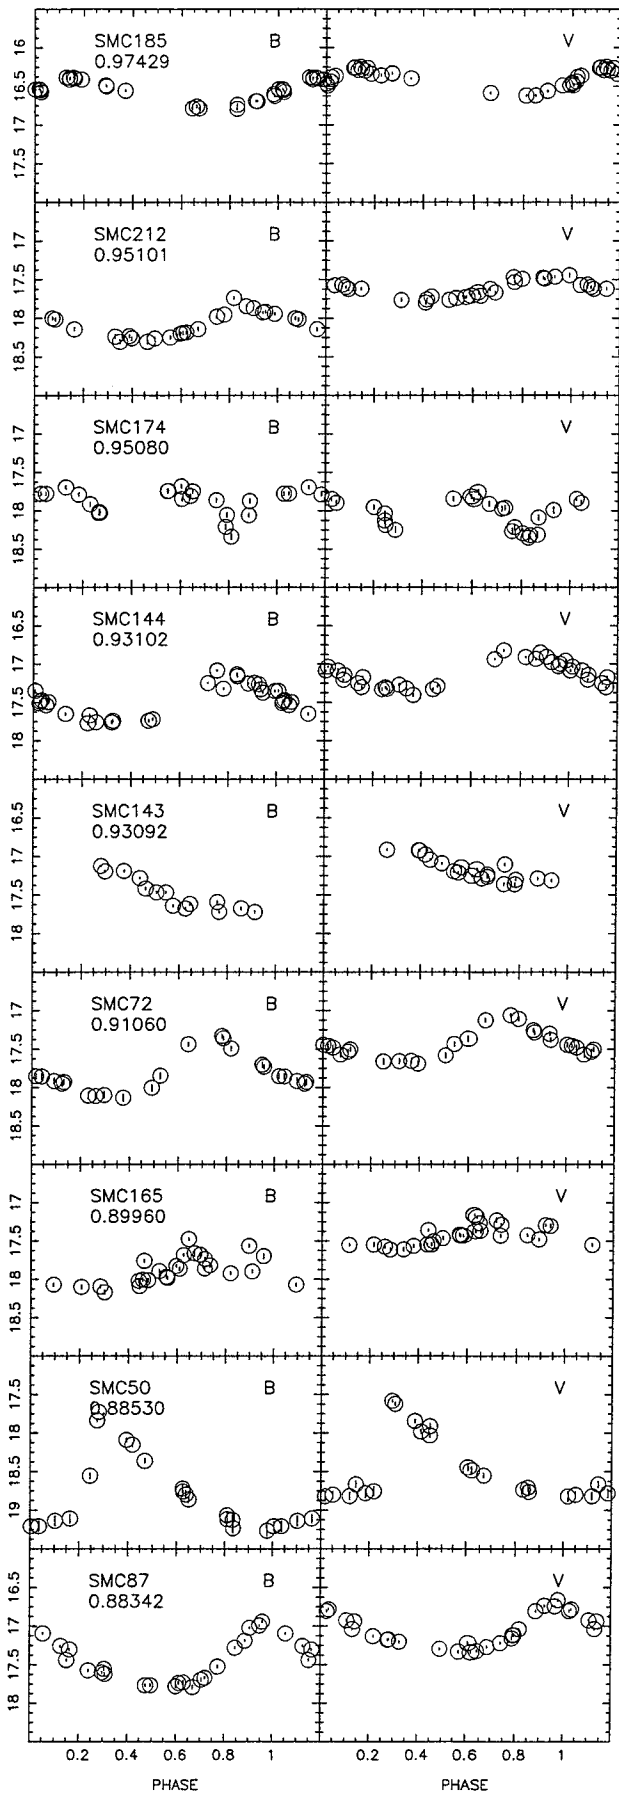 SMC185 B V
0.97429
16 16.5 17 17.5
SMC212 B V
0.95101
17 17.5 18 18.5
SMC174 B V
0.95080
17 17.5 18 18.5
SMC144 B V
0.93102
16.5 17 17.5 18
SMC143 B V
0.93092
16.5 17 17.5 18
SMC72 B V
0.91060
17 17.5 18 18.5
SMC165 B V
0.89960
17 17.5 18 18.5
SMC50 B V
0.88530
17.5 18 18.5 19
SMC87 B V
0.88342
16.5 17 17.5 18
0.2 0.4 0.6 0.8 1 0.2 0.4 0.6 0.8 1
PHASE PHASE